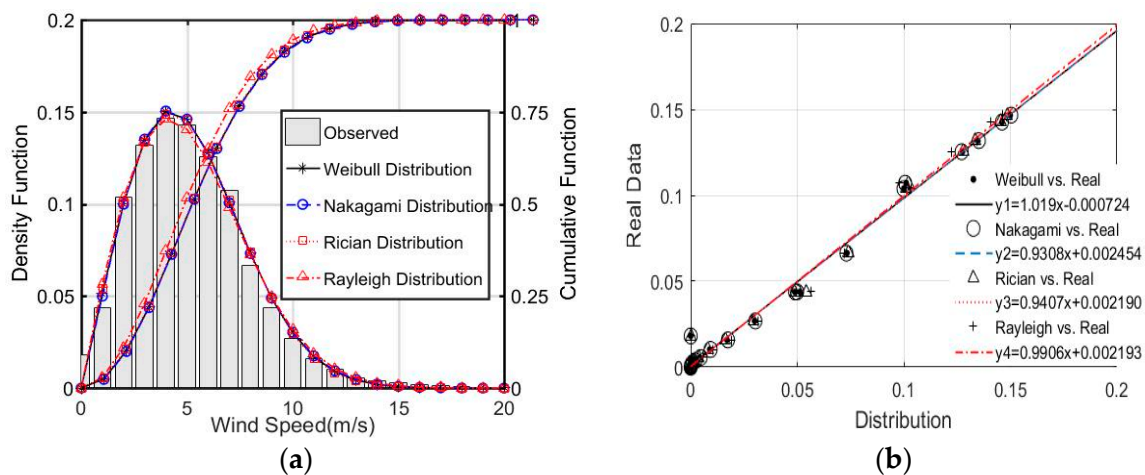 0.2
0.15
0.1
0.05
0
Density Function
0
5
10
15
20
Wind Speed(m/s)
1
0.75
0.5
0.25
0
Cumulative Function
Observed
Weibull Distribution
Nakagami Distribution
Rician Distribution
Rayleigh Distribution
(a)
0.2
0.15
0.1
0.05
0
Real Data
0
0.05
0.1
0.15
0.2
Distribution
Weibull vs. Real
y1=1.019x-0.000724
Nakagami vs. Real
y2=0.9308x+0.002454
Rician vs. Real
y3=0.9407x+0.002190
Rayleigh vs. Real
y4=0.9906x+0.002193
(b)